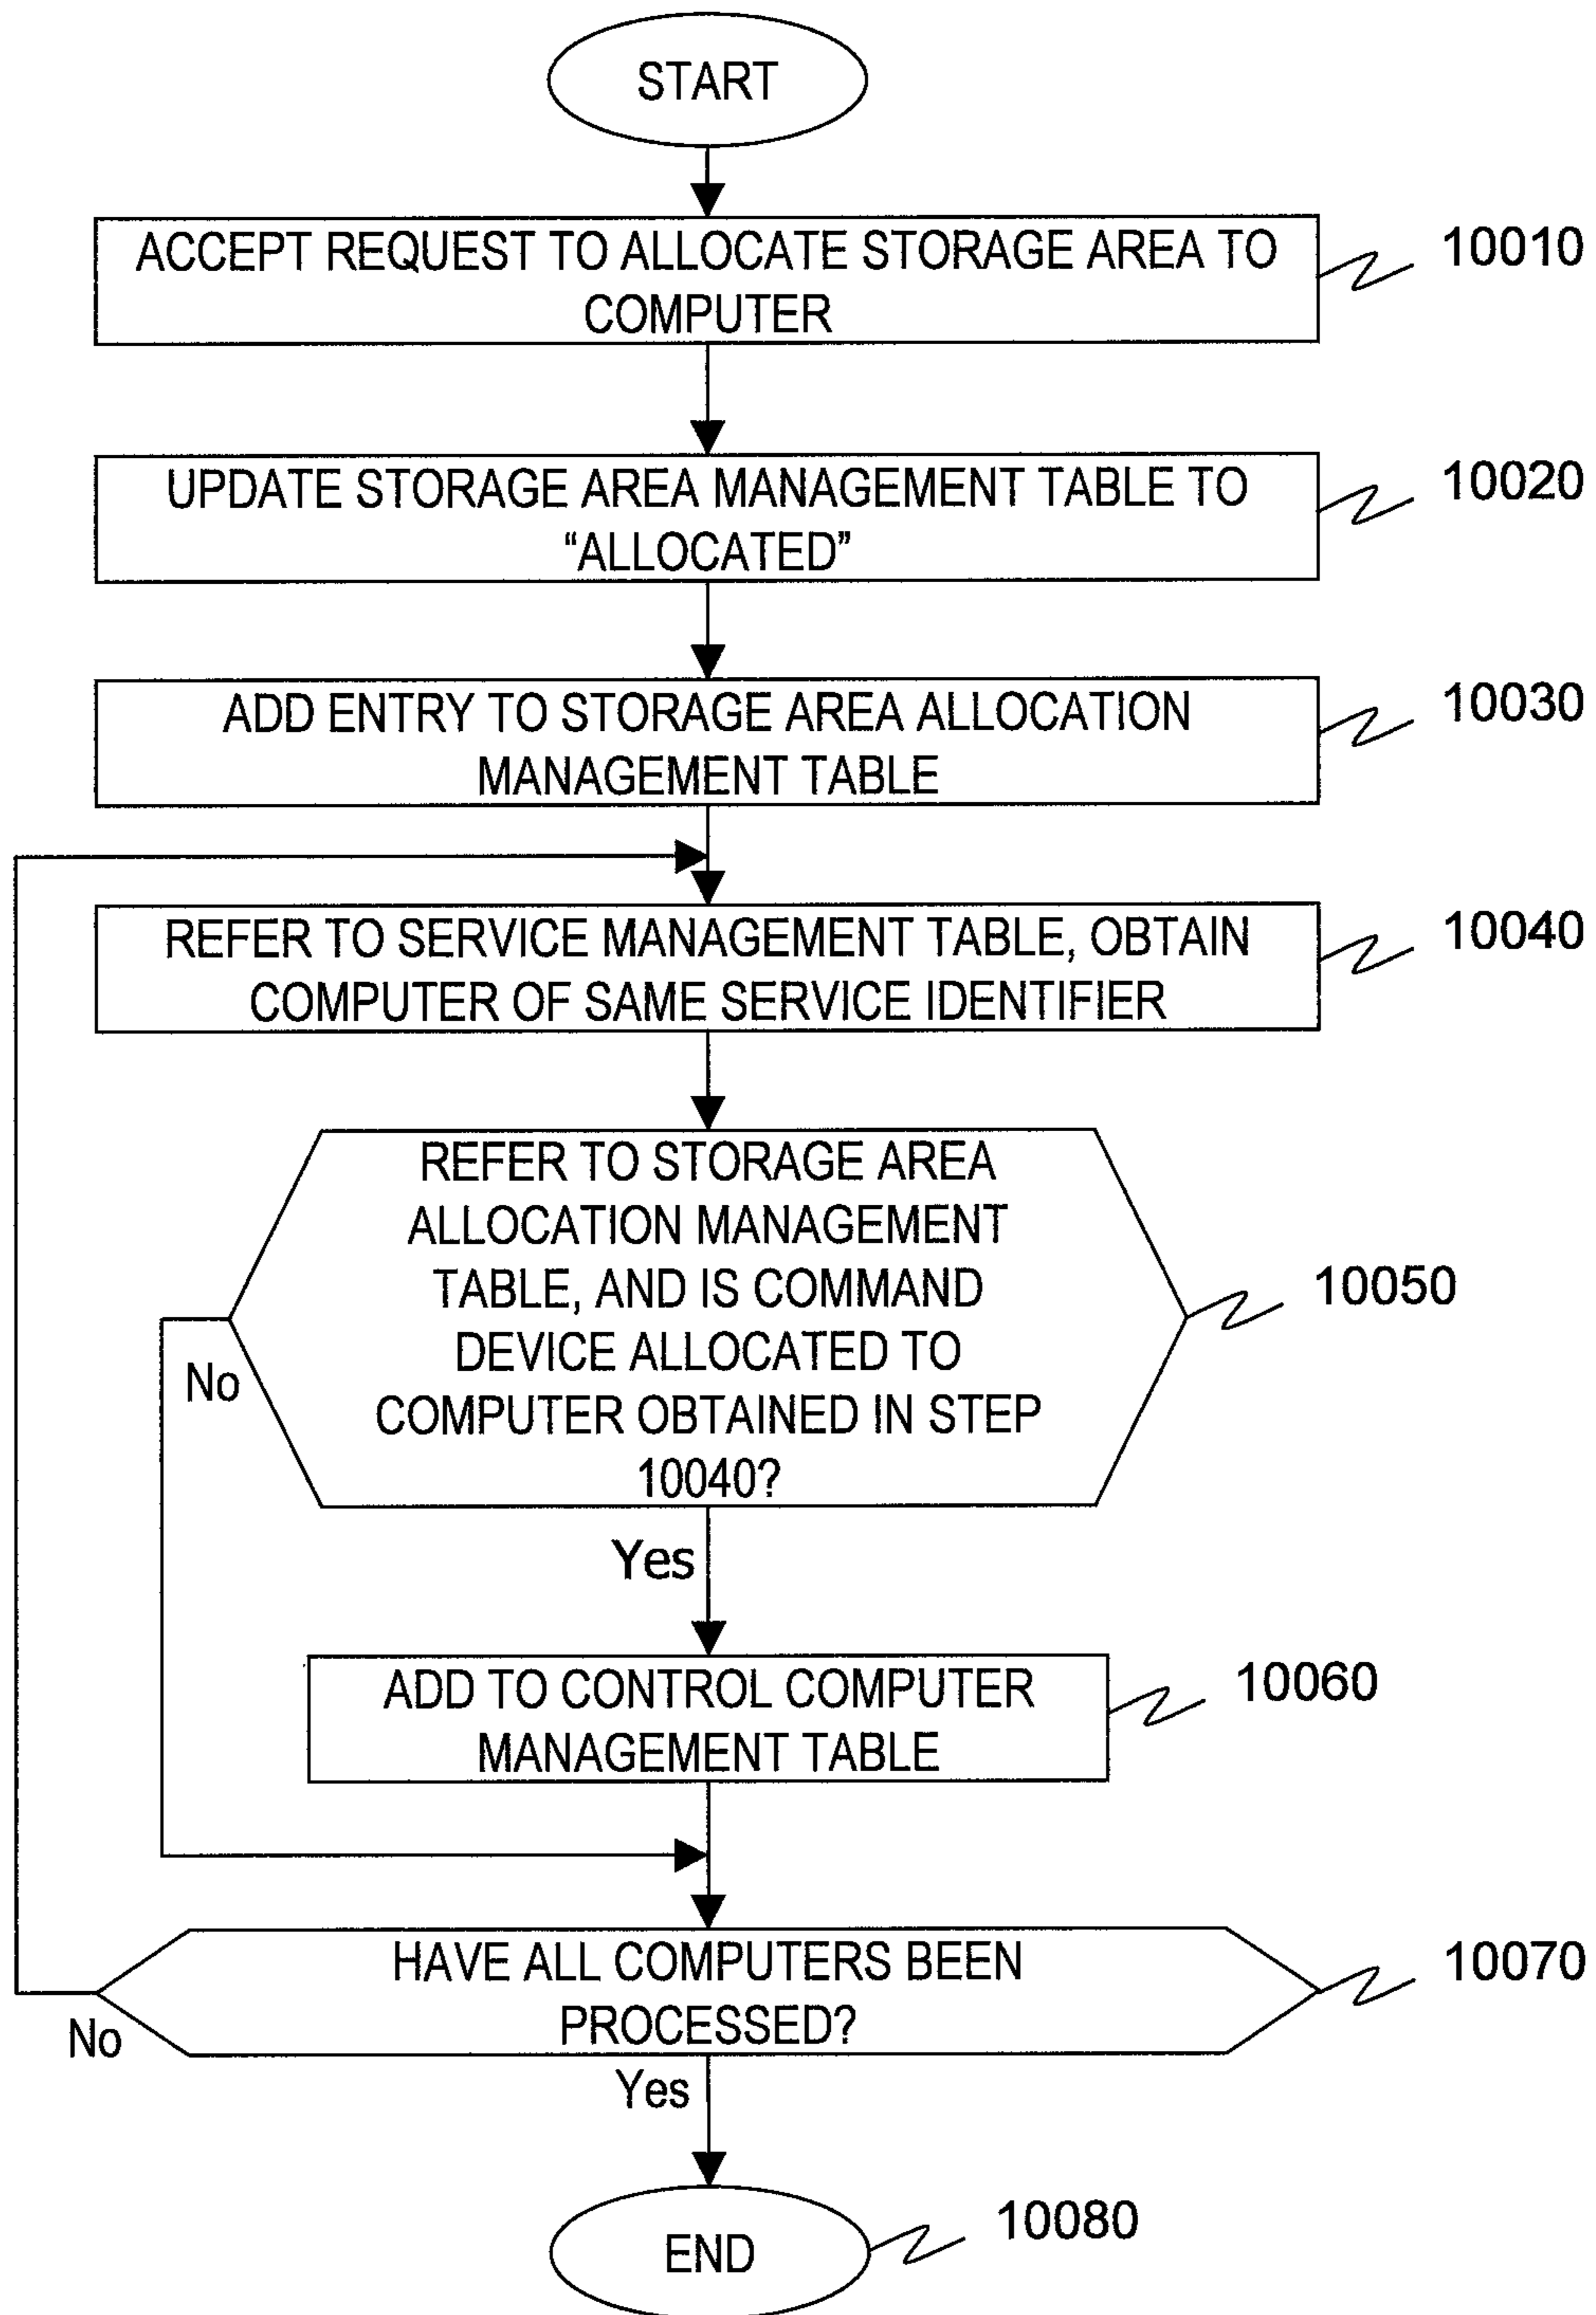 START
ACCEPT REQUEST TO ALLOCATE STORAGE AREA TO
COMPUTER
10010
UPDATE STORAGE AREA MANAGEMENT TABLE TO
“ALLOCATED”
10020
ADD ENTRY TO STORAGE AREA ALLOCATION
MANAGEMENT TABLE
10030
REFER TO SERVICE MANAGEMENT TABLE, OBTAIN
COMPUTER OF SAME SERVICE IDENTIFIER
10040
REFER TO STORAGE AREA
ALLOCATION MANAGEMENT
TABLE, AND IS COMMAND
DEVICE ALLOCATED TO
COMPUTER OBTAINED IN STEP
10040?
10050
No
Yes
ADD TO CONTROL COMPUTER
MANAGEMENT TABLE
10060
HAVE ALL COMPUTERS BEEN
PROCESSED?
10070
No
Yes
END
10080